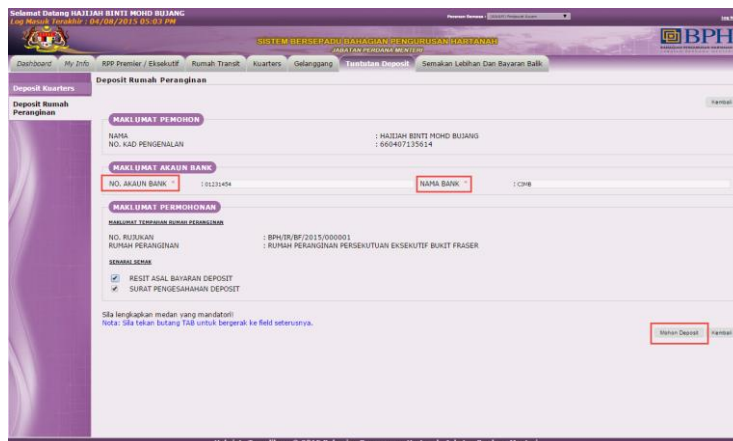 Selamat Datang HAJIJAH BINTI MOHD BUJANG
Log Masuk Terakhir : 04/08/2015 05:03 PM
SISTEM BERSEPADU BAHAGIAN PENGURUSAN HARTANAH
JABATAN PERDANA MENTERI
BPH
Dashboard My Info RPP Premier / Eksekutif Rumah Transit Kuarters Gelanggang Tuntutan Deposit Semakan Lebihan Dan Bayaran Balik
Deposit Kuarters
Deposit Rumah Peranginan
Deposit Rumah Peranginan
Kembali
MAKLUMAT PEMOHON
NAMA : HAJIJAH BINTI MOHD BUJANG
NO. KAD PENGENALAN : 660407135614
MAKLUMAT AKAUN BANK
NO. AKAUN BANK * : 01231454 NAMA BANK * : CIMB
MAKLUMAT PERMOHONAN
MAKLUMAT TEMPAHAN RUMAH PERANGINAN
NO. RUJUKAN : BPH/IR/BF/2015/000001
RUMAH PERANGINAN : RUMAH PERANGINAN PERSEKUTUAN EKSEKUTIF BUKIT FRASER
SENARAI SEMAK
RESIT ASAL BAYARAN DEPOSIT
SURAT PENGESAHAHAN DEPOSIT
Sila lengkapkan medan yang mandatori!
Nota: Sila tekan butang TAB untuk bergerak ke field seterusnya.
Mohon Deposit Kembali